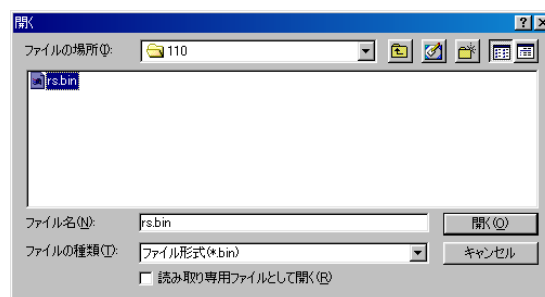 開く
ファイルの場所(I):
110
rs.bin
ファイル名(N):
rs.bin
開く(O)
ファイルの種類(T):
ファイル形式(*.bin)
キャンセル
読み取り専用ファイルとして開く(R)